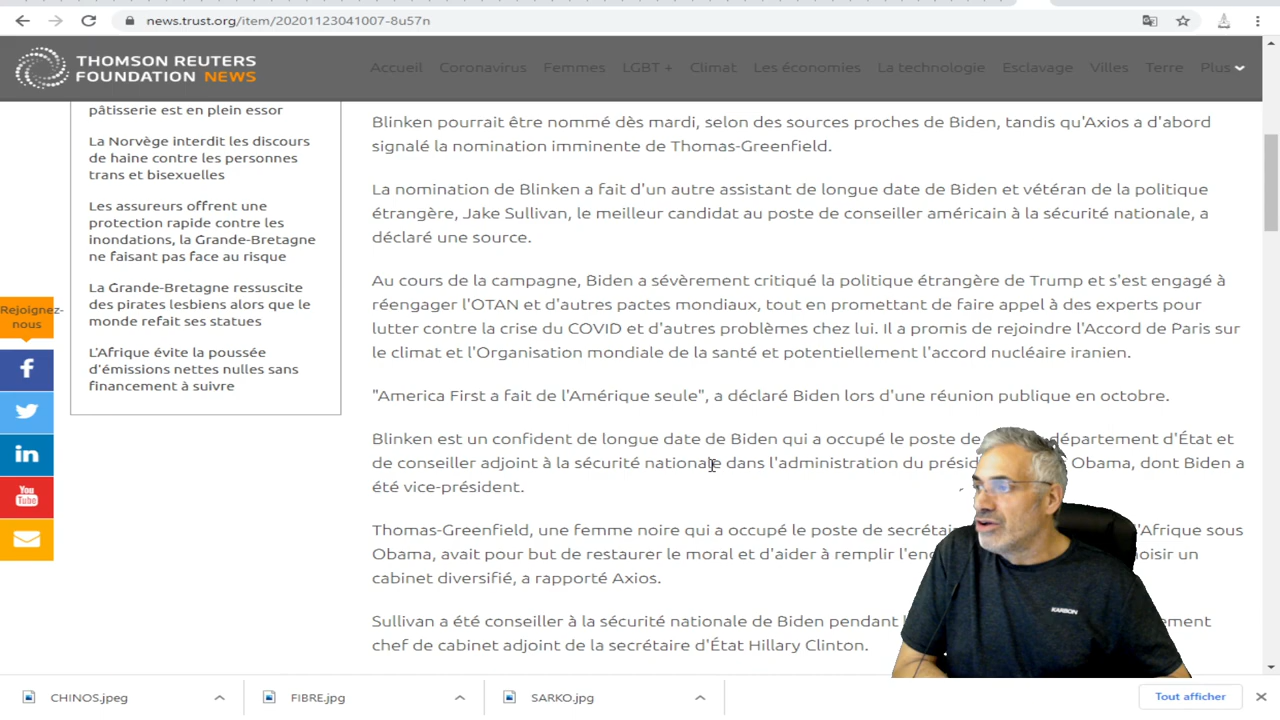 news.trust.org/item/20201123041007-8u57n
THOMSON REUTERS
FOUNDATION NEWS
Accueil Coronavirus Femmes LGBT + Climat Les économies La technologie Esclavage Villes Terre Plus
pâtisserie est en plein essor
La Norvège interdit les discours
de haine contre les personnes
trans et bisexuelles
Les assureurs offrent une
protection rapide contre les
inondations, la Grande-Bretagne
ne faisant pas face au risque
La Grande-Bretagne ressuscite
des pirates lesbiens alors que le
monde refait ses statues
L'Afrique évite la poussée
d'émissions nettes nulles sans
financement à suivre
Rejoignez-
nous
Blinken pourrait être nommé dès mardi, selon des sources proches de Biden, tandis qu'Axios a d'abord
signalé la nomination imminente de Thomas-Greenfield.
La nomination de Blinken a fait d'un autre assistant de longue date de Biden et vétéran de la politique
étrangère, Jake Sullivan, le meilleur candidat au poste de conseiller américain à la sécurité nationale, a
déclaré une source.
Au cours de la campagne, Biden a sévèrement critiqué la politique étrangère de Trump et s'est engagé à
réengager l'OTAN et d'autres pactes mondiaux, tout en promettant de faire appel à des experts pour
lutter contre la crise du COVID et d'autres problèmes chez lui. Il a promis de rejoindre l'Accord de Paris sur
le climat et l'Organisation mondiale de la santé et potentiellement l'accord nucléaire iranien.
"America First a fait de l'Amérique seule", a déclaré Biden lors d'une réunion publique en octobre.
Blinken est un confident de longue date de Biden qui a occupé le poste de département d'État et
de conseiller adjoint à la sécurité nationale dans l'administration du Obama, dont Biden a
été vice-président.
Thomas-Greenfield, une femme noire qui a occupé le poste de d'Afrique sous
Obama, avait pour but de restaurer le moral et d'aider à remplir un
cabinet diversifié, a rapporté Axios.
Sullivan a été conseiller à la sécurité nationale de Biden pendant
chef de cabinet adjoint de la secrétaire d'État Hillary Clinton.
KARBON
CHINOS.jpeg FIBRE.jpg SARKO.jpg Tout afficher